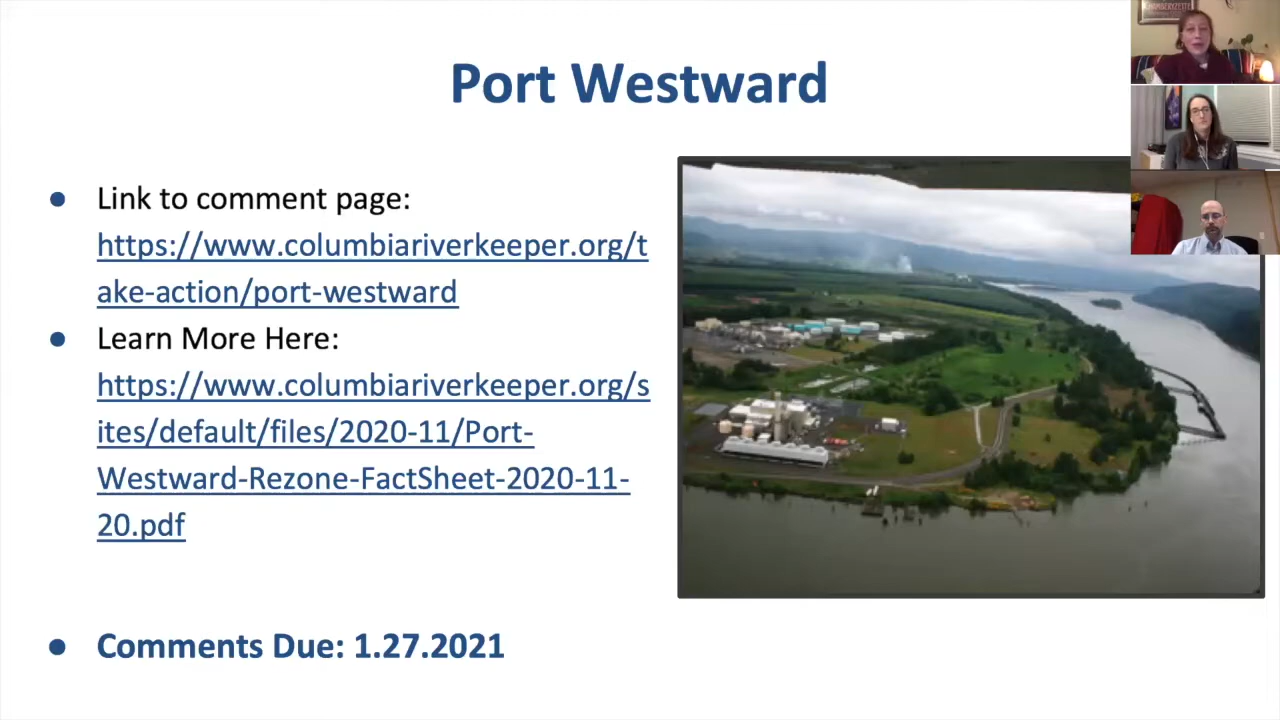 Port Westward
Link to comment page:
https://www.columbiariverkeeper.org/t
ake-action/port-westward
Learn More Here:
https://www.columbiariverkeeper.org/s
ites/default/files/2020-11/Port-
Westward-Rezone-FactSheet-2020-11-
20.pdf
Comments Due: 1.27.2021